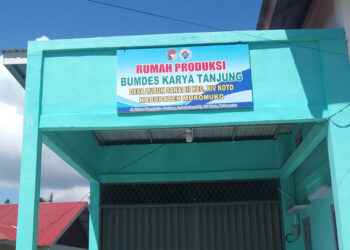 RUMAH PRODUKSI
BUMDES KARYA TANJUNG
DESA LUBUK SANAI III KEC. XIV KOTO
KABUPATEN MUKOMUKO